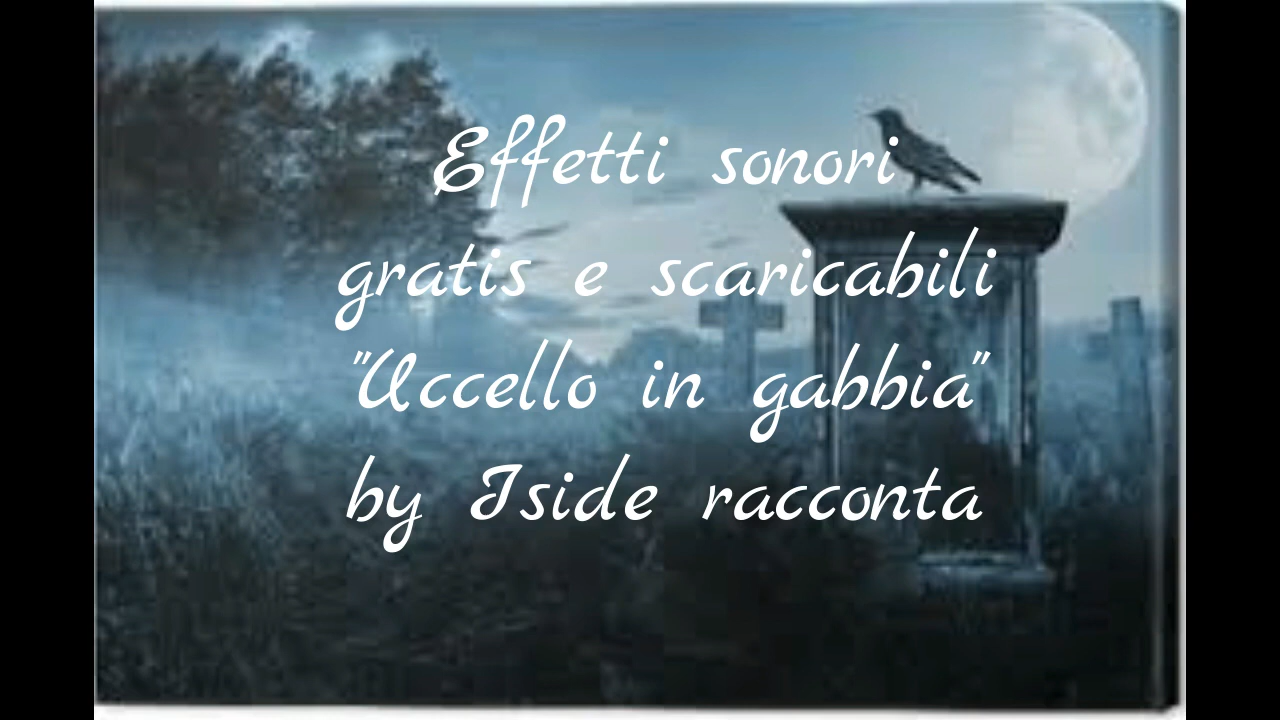 Effetti sonori
gratis e scaricabili
"Uccello in gabbia"
by Iside racconta